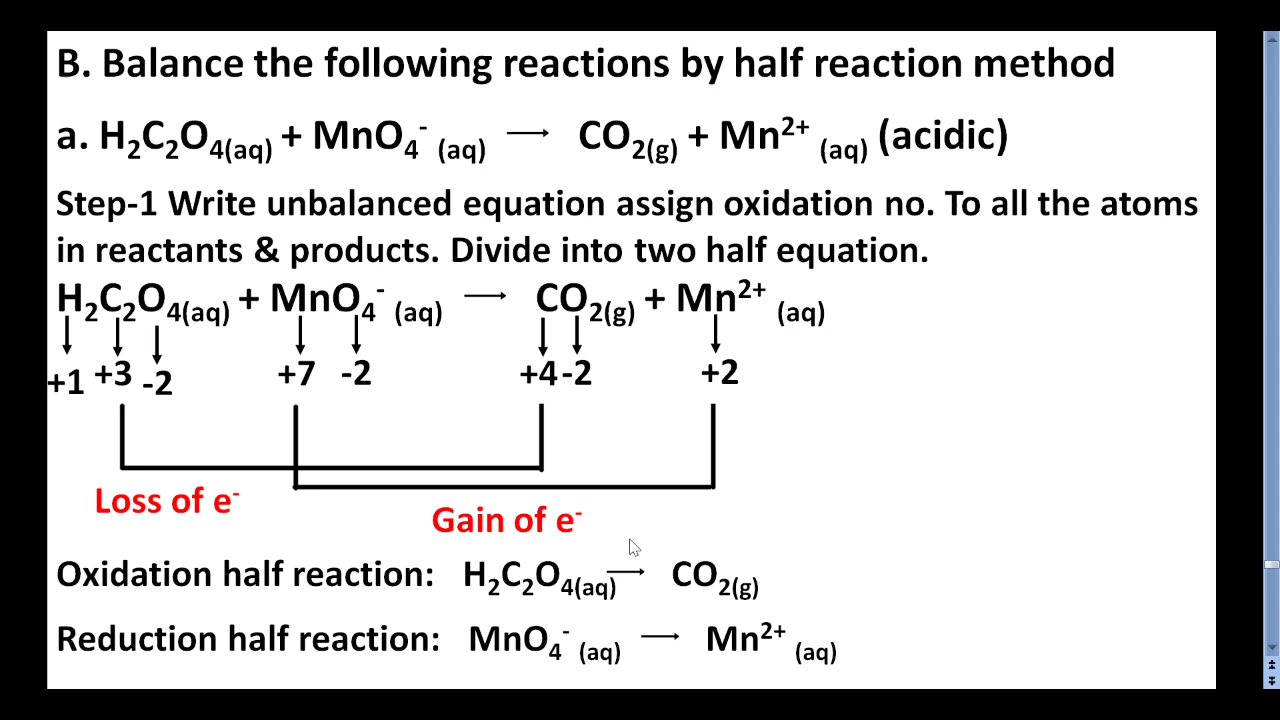 B. Balance the following reactions by half reaction method
a. H₂C₂O₄(aq) + MnO₄⁻ (aq) → CO₂(g) + Mn²⁺ (aq) (acidic)
Step-1 Write unbalanced equation assign oxidation no. To all the atoms
in reactants & products. Divide into two half equation.
H₂C₂O₄(aq) + MnO₄⁻ (aq) → CO₂(g) + Mn²⁺ (aq)
+1 +3 -2 +7 -2 +4 -2 +2
Loss of e⁻
Gain of e⁻
Oxidation half reaction: H₂C₂O₄(aq) → CO₂(g)
Reduction half reaction: MnO₄⁻ (aq) → Mn²⁺ (aq)